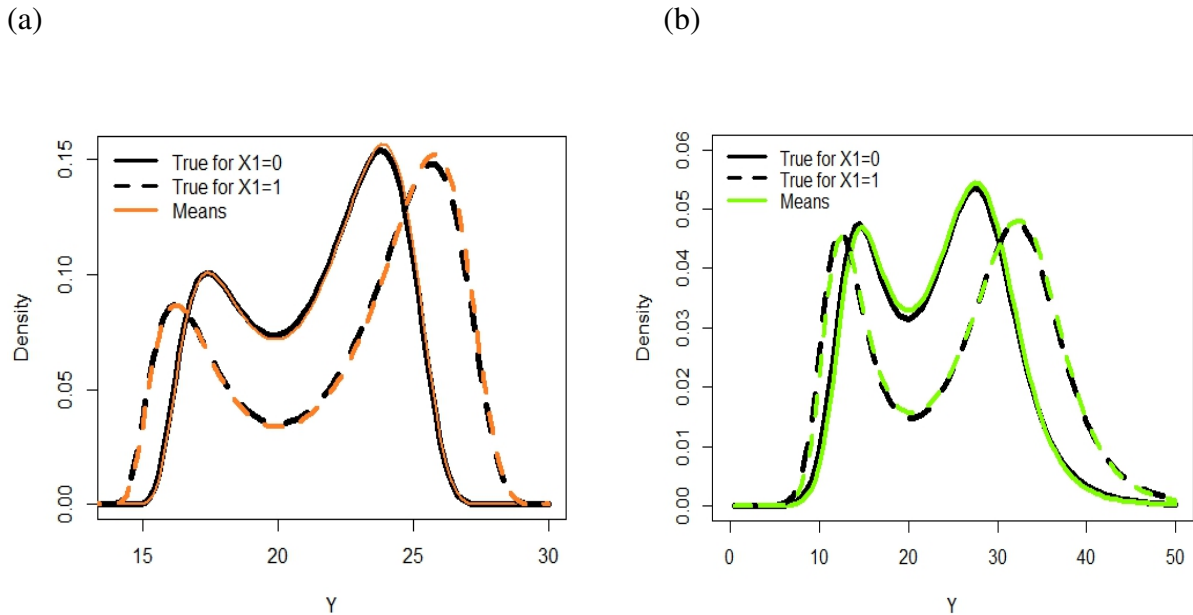 (a)
(b)
True for X1=0
True for X1=1
Means
Density
0.00 0.05 0.10 0.15
15 20 25 30
Y
True for X1=0
True for X1=1
Means
Density
0.00 0.01 0.02 0.03 0.04 0.05 0.06
0 10 20 30 40 50
Y